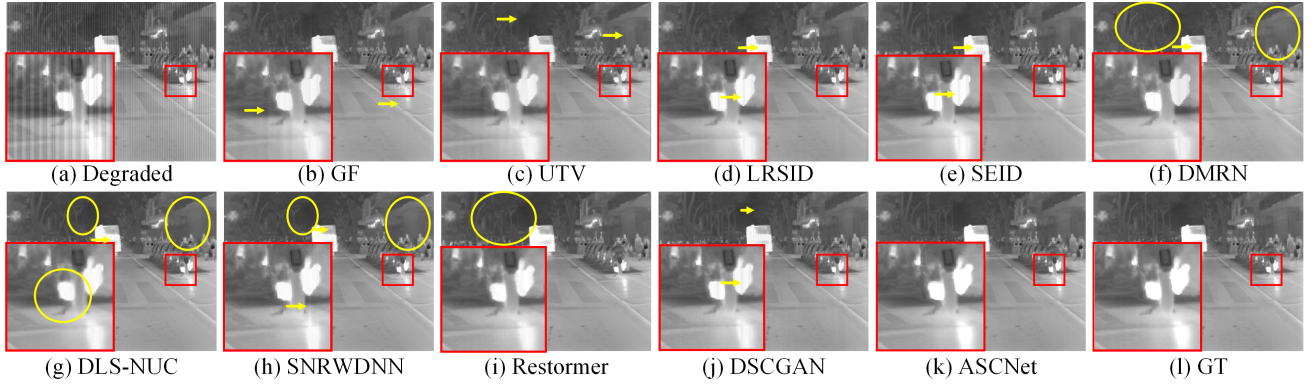 (a) Degraded (b) GF (c) UTV (d) LRSID (e) SEID (f) DMRN
(g) DLS-NUC (h) SNRWDNN (i) Restormer (j) DSCGAN (k) ASCNet (l) GT